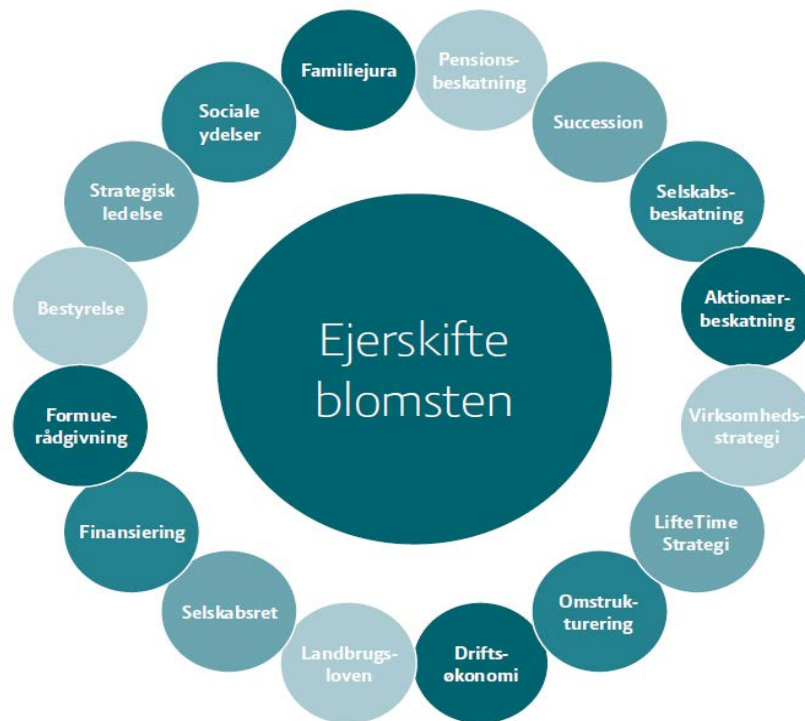 Ejerskifte
blomsten
Familiejura
Pensions-
beskatning
Succession
Selskabs-
beskatning
Aktionær-
beskatning
Virksomheds-
strategi
LifteTime
Strategi
Omstruk-
turering
Drifts-
økonomi
Landbrugs-
loven
Selskabsret
Finansiering
Formue-
rådgivning
Bestyrelse
Strategisk
ledelse
Sociale
ydelser